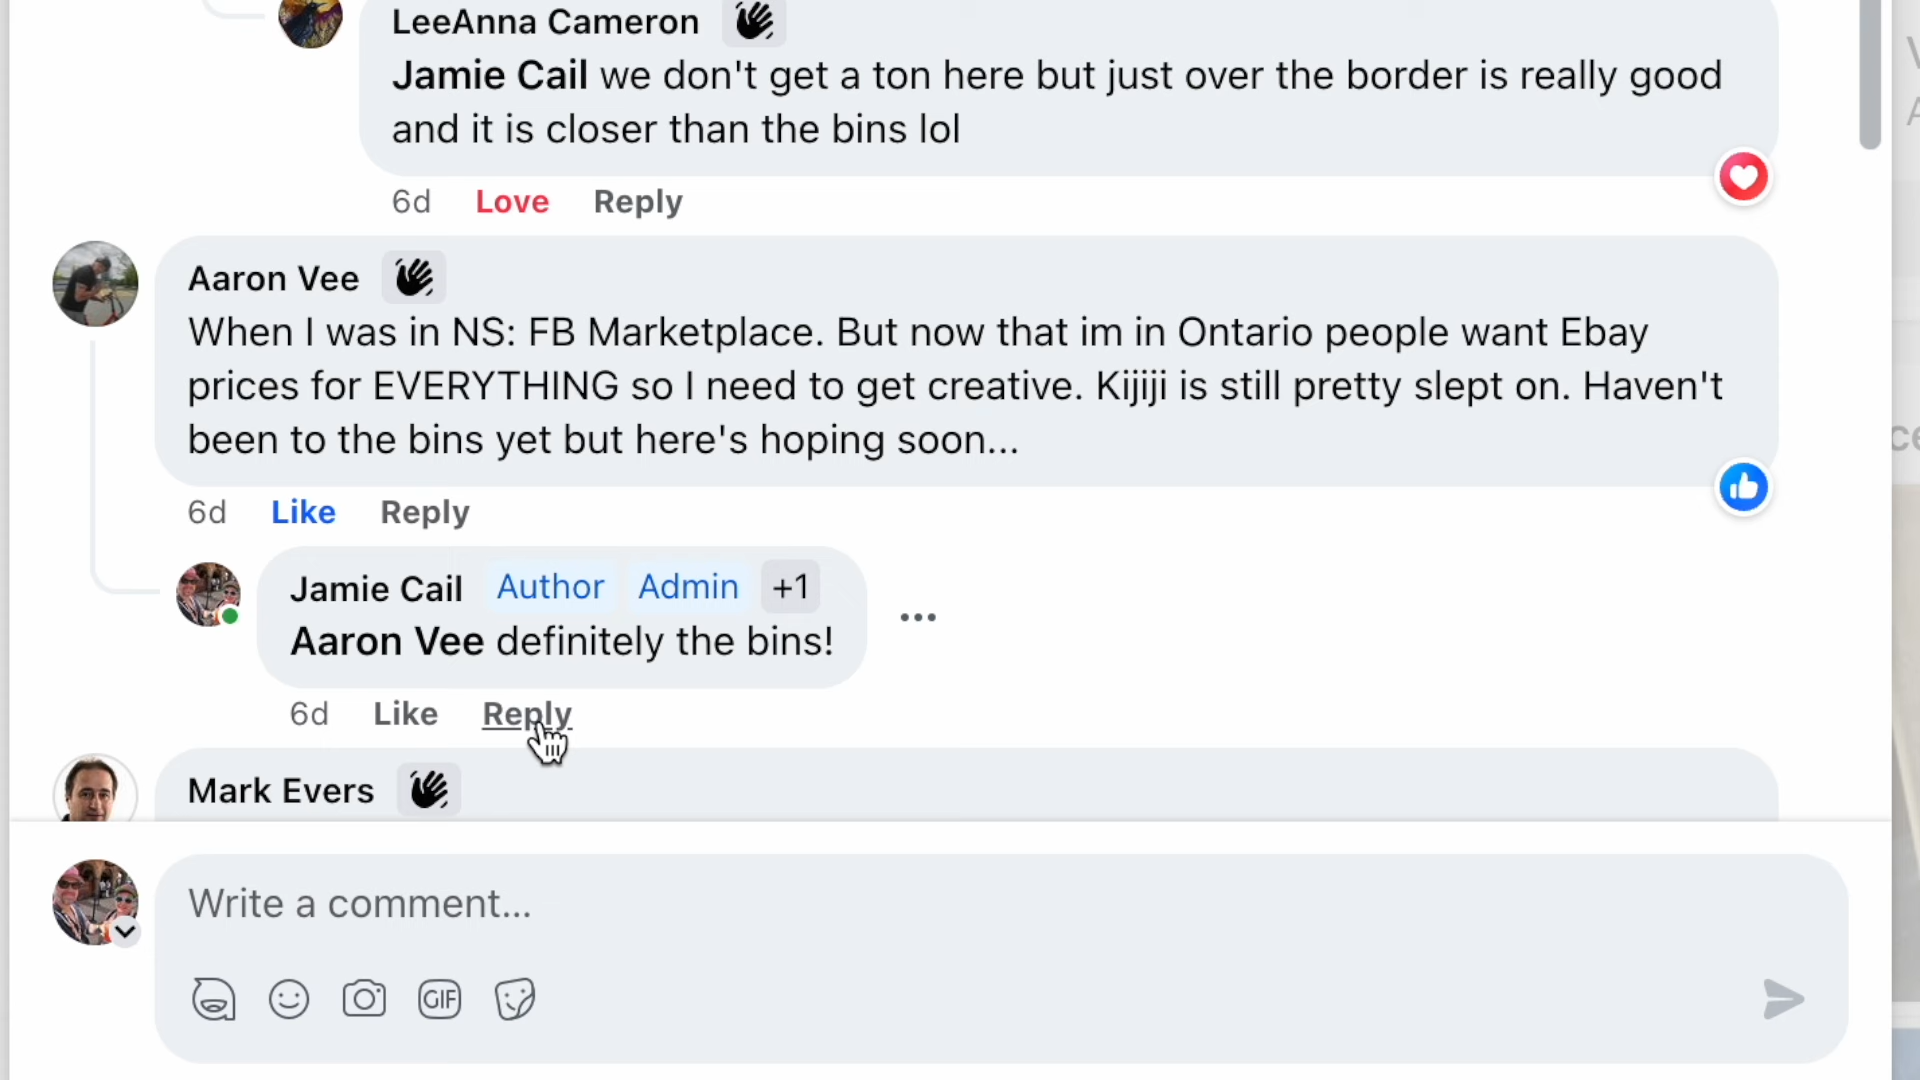 LeeAnna Cameron
Jamie Cail we don't get a ton here but just over the border is really good
and it is closer than the bins lol
6d Love Reply
Aaron Vee
When I was in NS: FB Marketplace. But now that im in Ontario people want Ebay
prices for EVERYTHING so I need to get creative. Kijiji is still pretty slept on. Haven't
been to the bins yet but here's hoping soon...
6d Like Reply
Jamie Cail Author Admin +1
Aaron Vee definitely the bins!
6d Like Reply
Mark Evers
Write a comment...
GIF